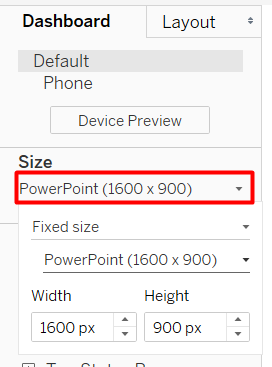 Dashboard Layout
Default
Phone
Device Preview
Size
PowerPoint (1600 x 900)
Fixed size
PowerPoint (1600 x 900)
Width Height
1600 px 900 px